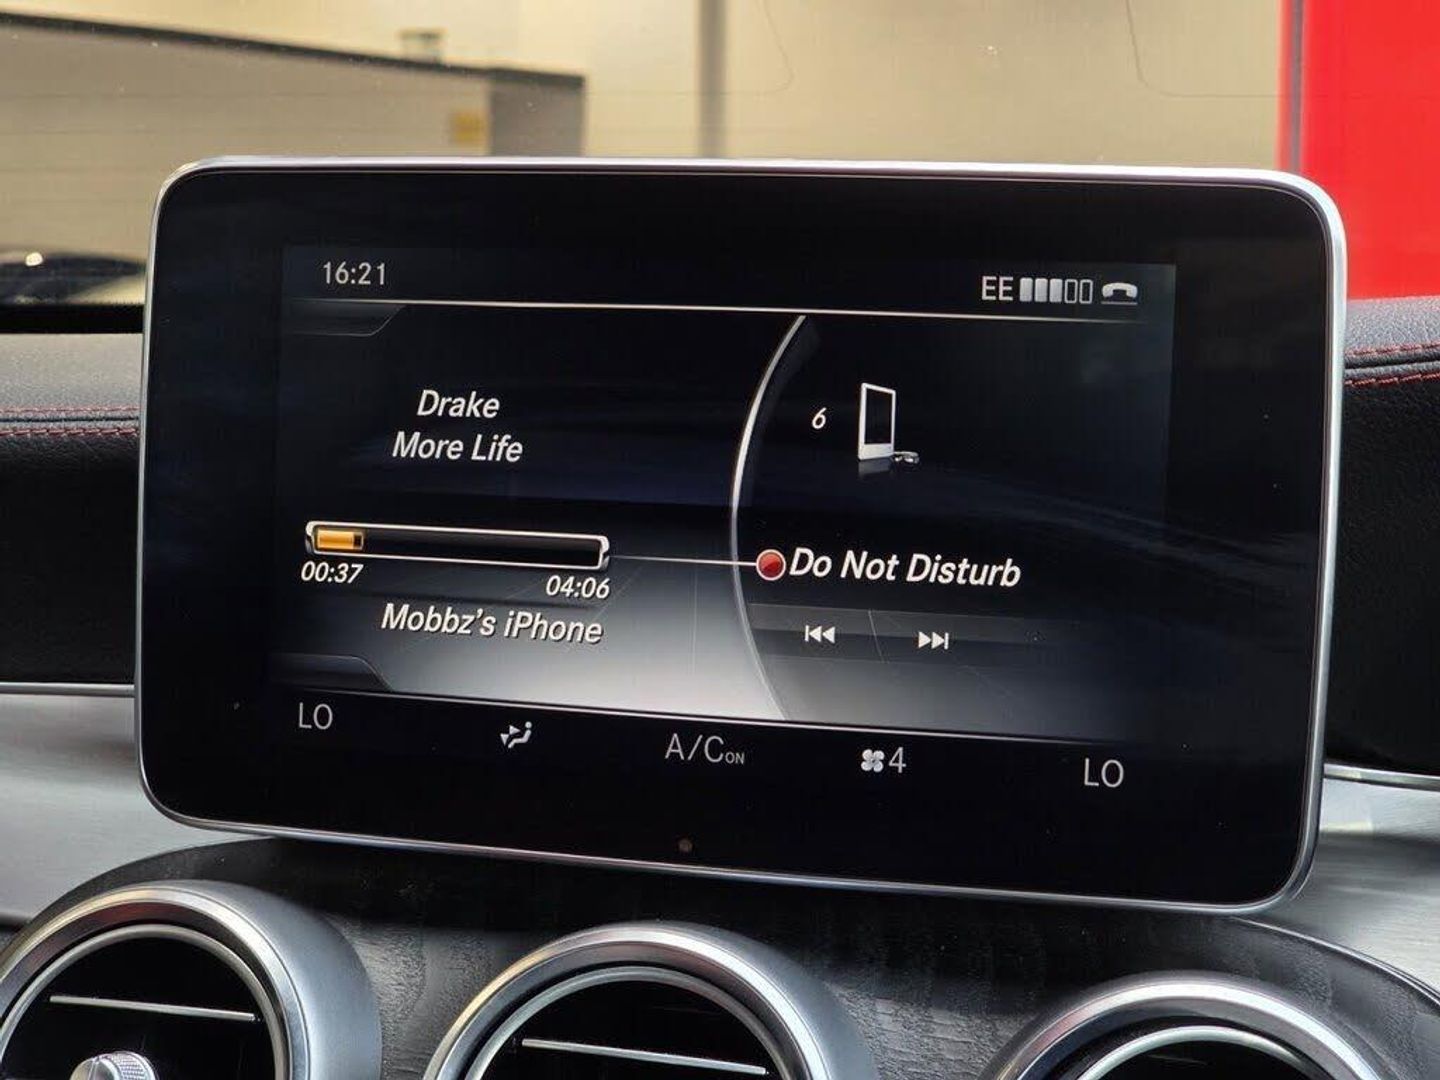 16:21
EE
Drake
More Life
6
00:37
04:06
Do Not Disturb
Mobbz's iPhone
LO
A/C ON
4
LO